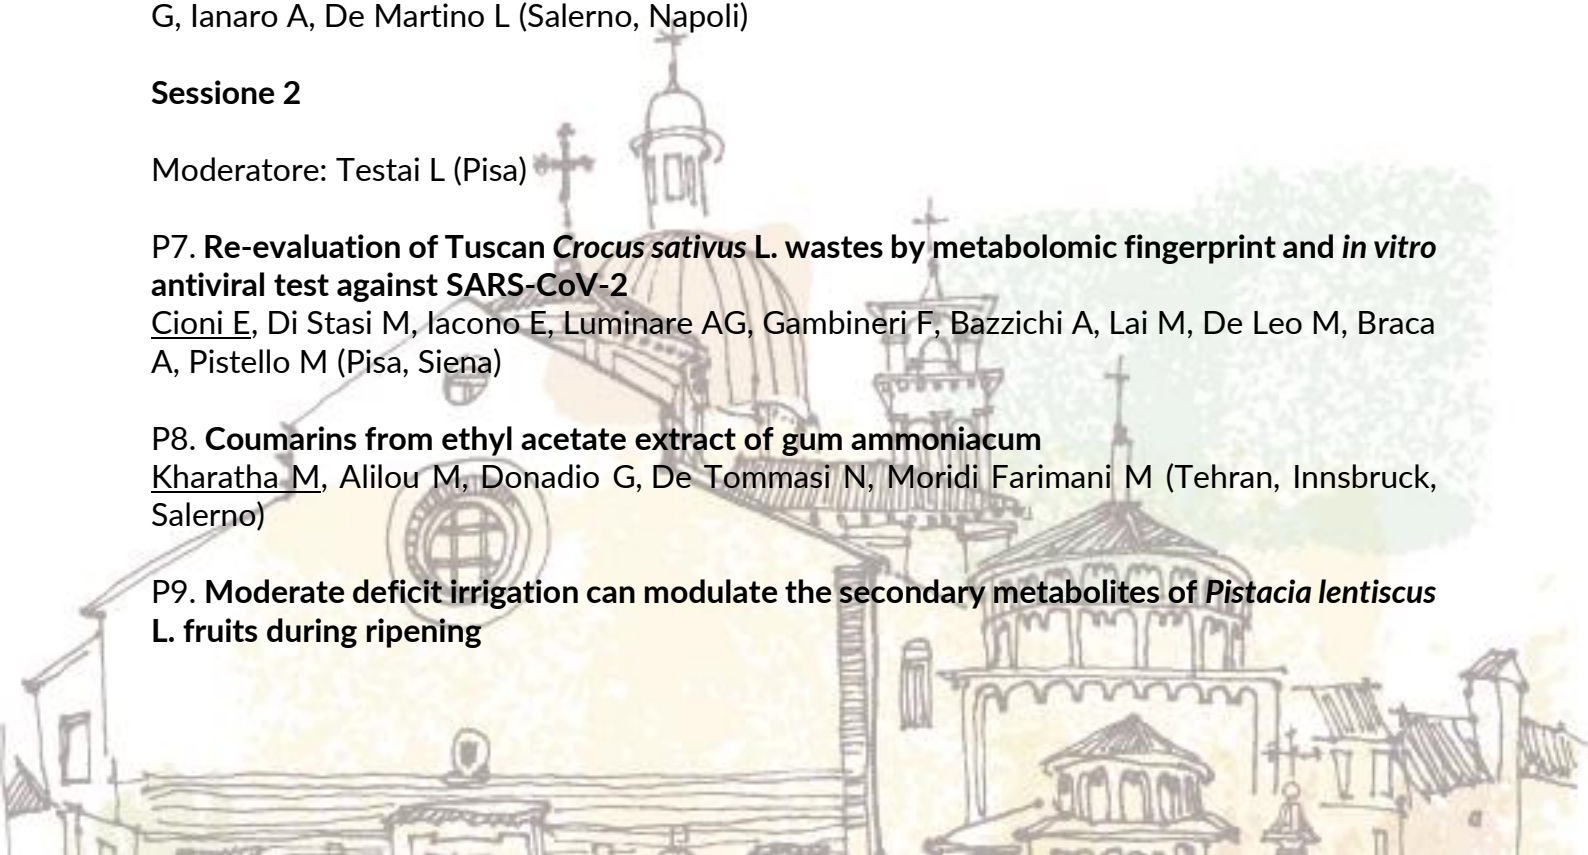 G, Ianaro A, De Martino L (Salerno, Napoli)
Sessione 2
Moderatore: Testai L (Pisa)
P7. Re-evaluation of Tuscan Crocus sativus L. wastes by metabolomic fingerprint and in vitro
antiviral test against SARS-CoV-2
Cioni E, Di Stasi M, Iacono E, Luminare AG, Gambineri F, Bazzichi A, Lai M, De Leo M, Braca
A, Pistello M (Pisa, Siena)
P8. Coumarins from ethyl acetate extract of gum ammoniacum
Kharatha M, Alilou M, Donadio G, De Tommasi N, Moridi Farimani M (Tehran, Innsbruck,
Salerno)
P9. Moderate deficit irrigation can modulate the secondary metabolites of Pistacia lentiscus
L. fruits during ripening